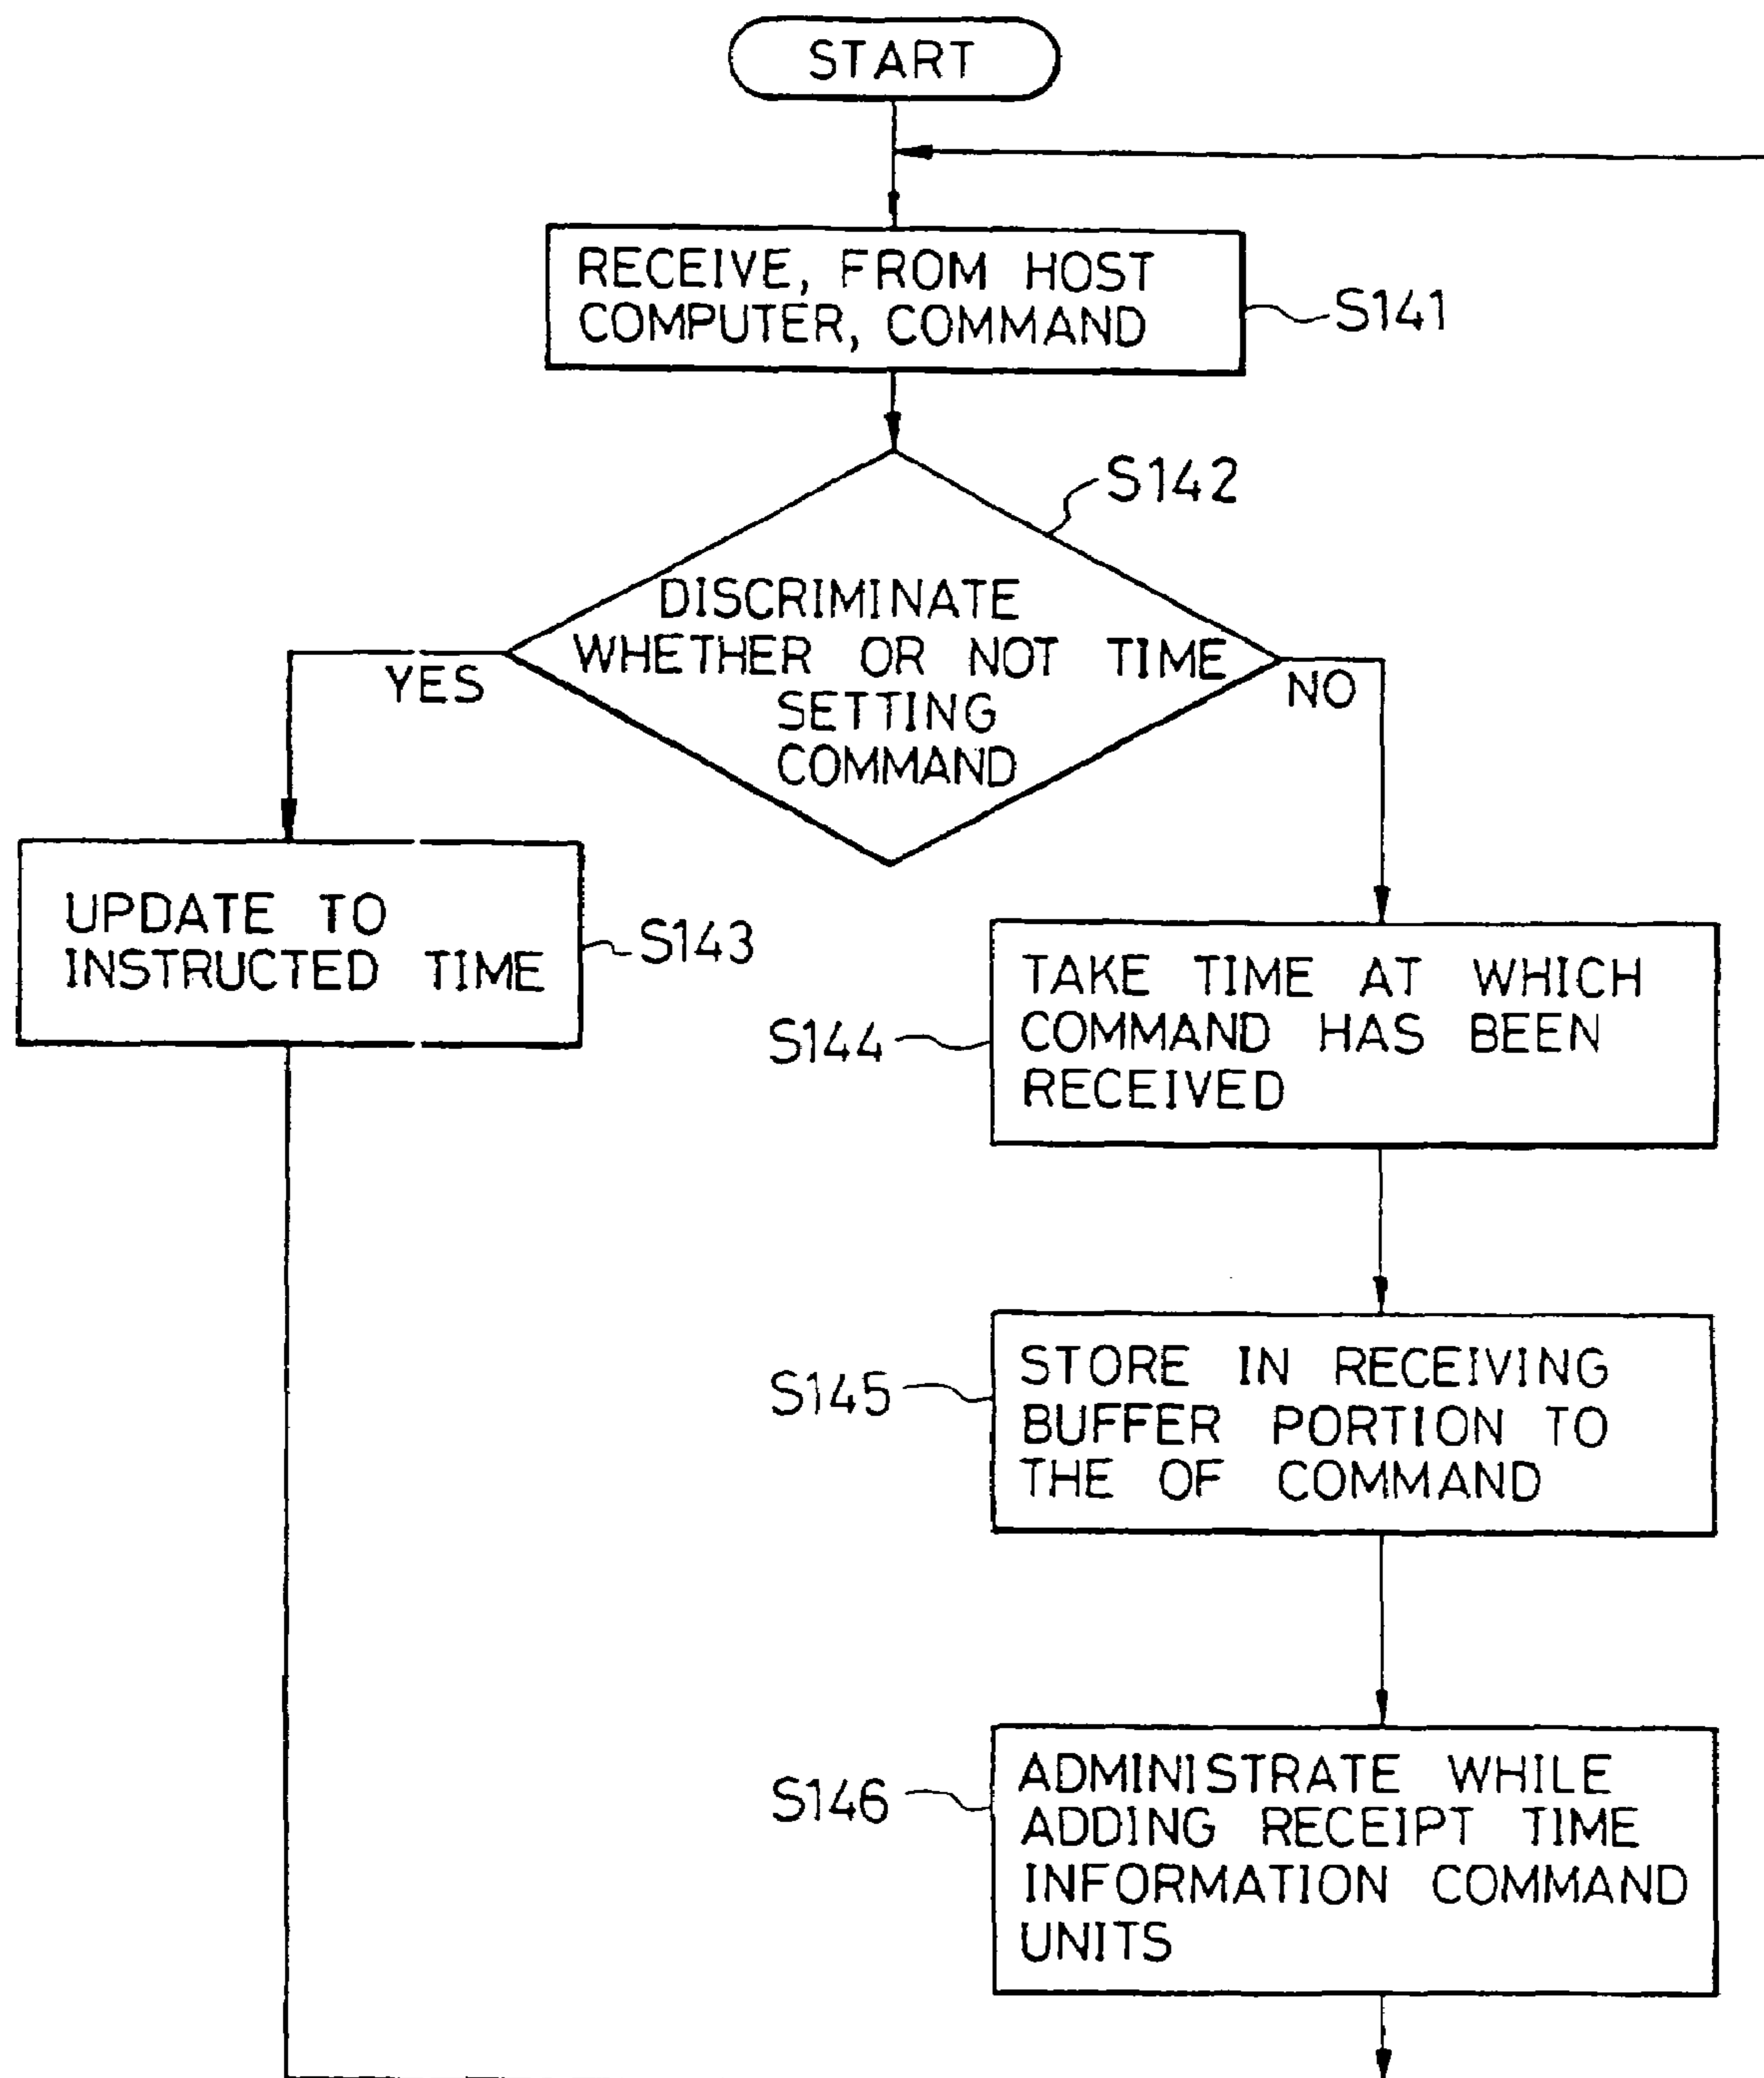 START
RECEIVE, FROM HOST
COMPUTER, COMMAND
S141
S142
DISCRIMINATE
WHETHER OR NOT TIME
SETTING
COMMAND
YES
NO
UPDATE TO
INSTRUCTED TIME
S143
TAKE TIME AT WHICH
COMMAND HAS BEEN
RECEIVED
S144
STORE IN RECEIVING
BUFFER PORTION TO
THE OF COMMAND
S145
ADMINISTRATE WHILE
ADDING RECEIPT TIME
INFORMATION COMMAND
UNITS
S146